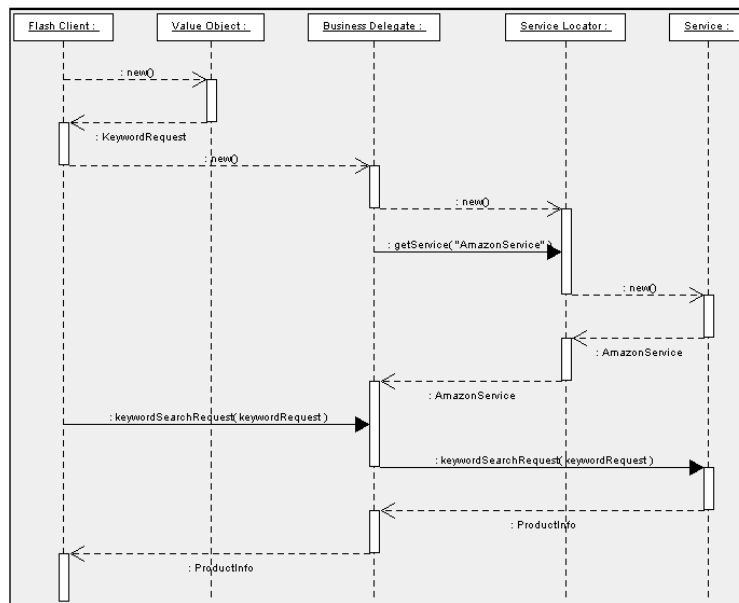 Flash Client :
Value Object :
Business Delegate :
Service Locator :
Service :
: new()
: KeywordRequest
: new()
: new()
: getService( "AmazonService" )
: new()
: AmazonService
: AmazonService
: keywordSearchRequest( keywordRequest )
: keywordSearchRequest( keywordRequest )
: ProductInfo
: ProductInfo